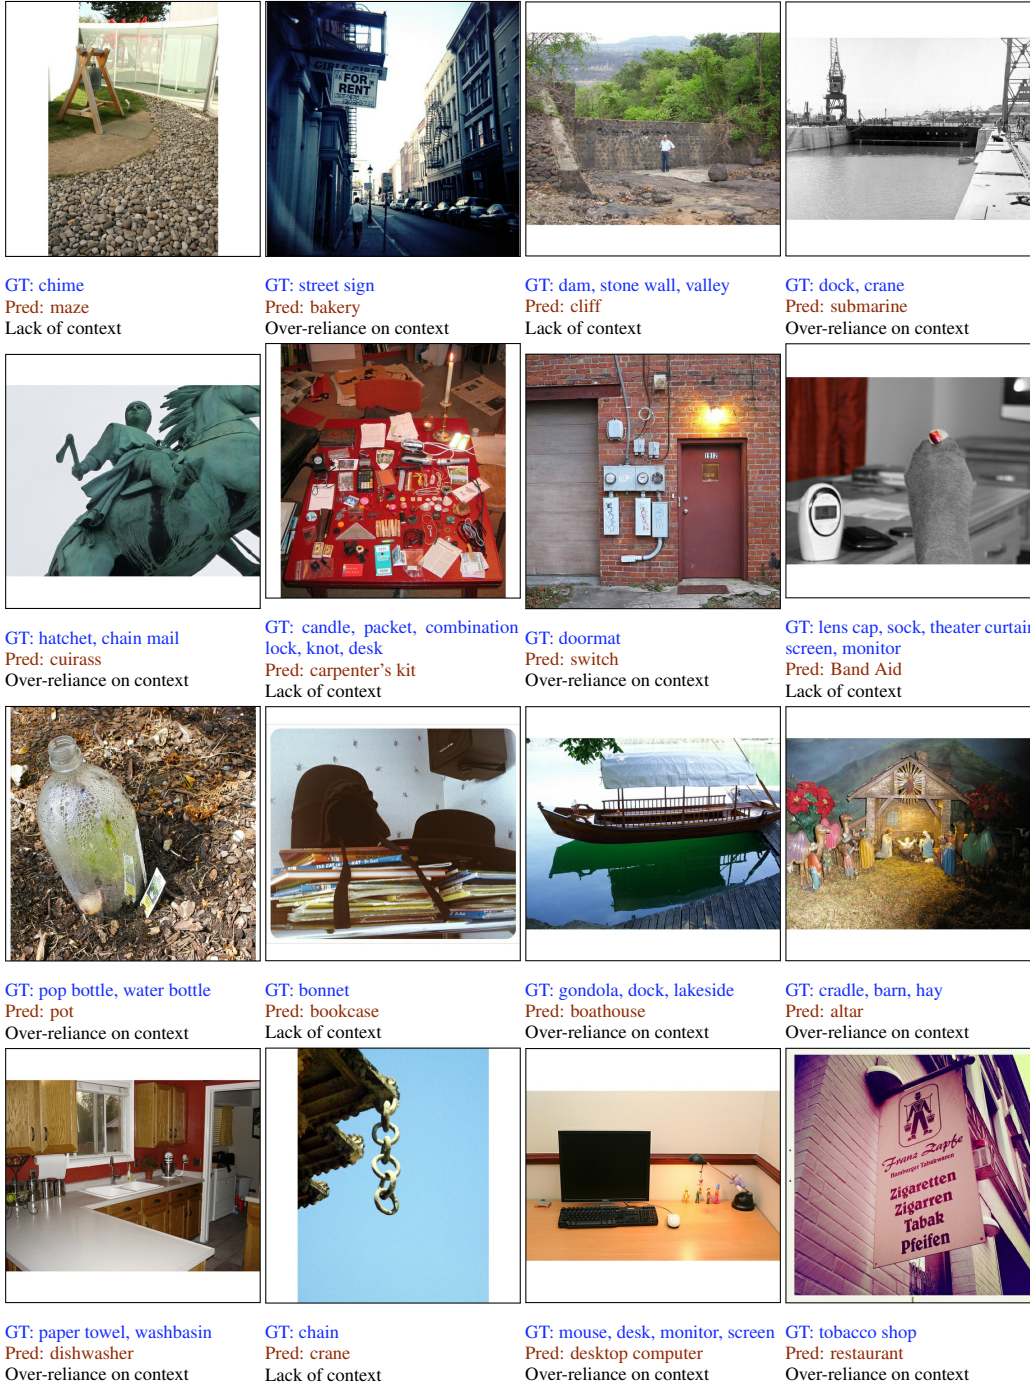 GIRLS GIRLS
FOR
RENT
GT: chime
Pred: maze
Lack of context
GT: street sign
Pred: bakery
Over-reliance on context
GT: dam, stone wall, valley
Pred: cliff
Lack of context
GT: dock, crane
Pred: submarine
Over-reliance on context
1912
GT: hatchet, chain mail
Pred: cuirass
Over-reliance on context
GT: candle, packet, combination
lock, knot, desk
Pred: carpenter's kit
Lack of context
GT: doormat
Pred: switch
Over-reliance on context
GT: lens cap, sock, theater curtain
screen, monitor
Pred: Band Aid
Lack of context
GT: pop bottle, water bottle
Pred: pot
Over-reliance on context
GT: bonnet
Pred: bookcase
Lack of context
GT: gondola, dock, lakeside
Pred: boathouse
Over-reliance on context
GT: cradle, barn, hay
Pred: altar
Over-reliance on context
Franz Zapfe
Hamburger Tabakwaren
Zigaretten
Zigarren
Tabak
Pfeifen
GT: paper towel, washbasin
Pred: dishwasher
Over-reliance on context
GT: chain
Pred: crane
Lack of context
GT: mouse, desk, monitor, screen
Pred: desktop computer
Over-reliance on context
GT: tobacco shop
Pred: restaurant
Over-reliance on context